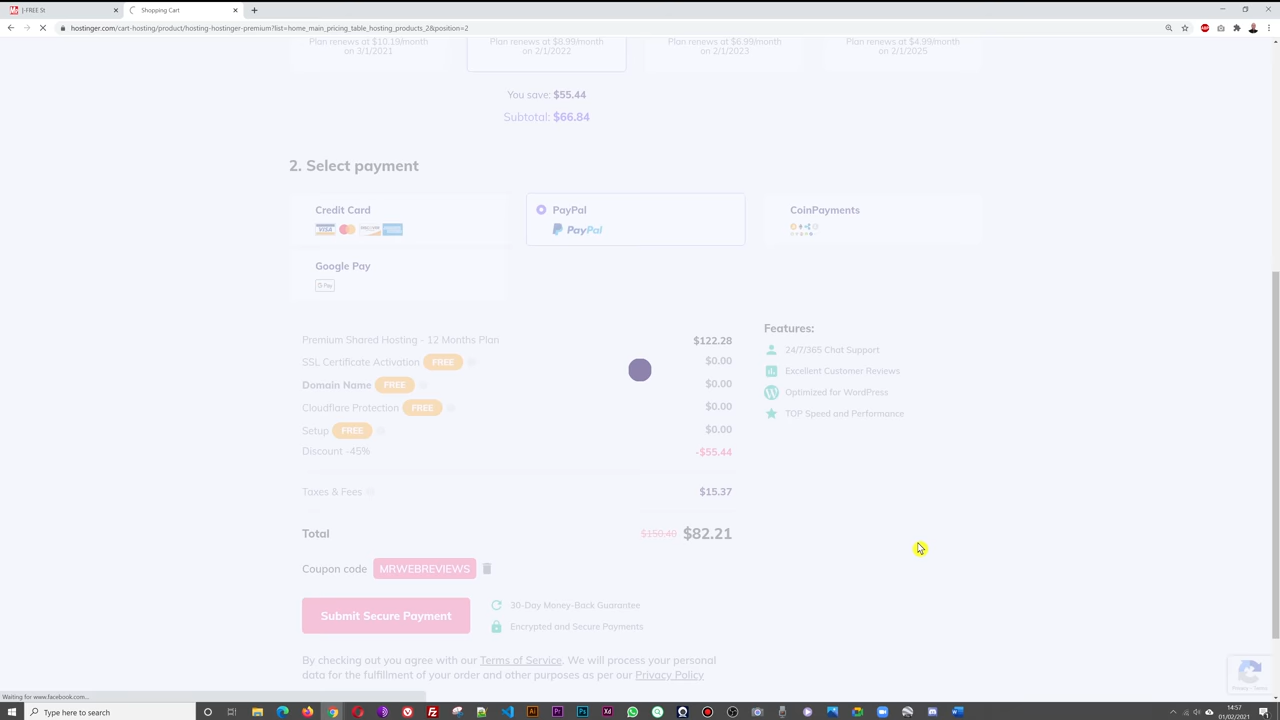 |-FREE St
Shopping Cart
hostinger.com/cart-hosting/product/hosting-hostinger-premium?list=home_main_pricing_table_hosting_products_2&position=2
Plan renews at $10.19/month
on 3/1/2021
Plan renews at $8.99/month
on 2/1/2022
Plan renews at $6.99/month
on 2/1/2023
Plan renews at $4.99/month
on 2/1/2025
You save: $55.44
Subtotal: $66.84
2. Select payment
Credit Card
VISA
PayPal
PayPal
CoinPayments
Google Pay
G Pay
Premium Shared Hosting - 12 Months Plan $122.28
SSL Certificate Activation FREE $0.00
Domain Name FREE $0.00
Cloudflare Protection FREE $0.00
Setup FREE $0.00
Discount -45% -$55.44
Taxes & Fees $15.37
Total $150.48 $82.21
Coupon code MRWEBREVIEWS
Submit Secure Payment
30-Day Money-Back Guarantee
Encrypted and Secure Payments
By checking out you agree with our Terms of Service. We will process your personal
data for the fulfillment of your order and other purposes as per our Privacy Policy
Features:
24/7/365 Chat Support
Excellent Customer Reviews
Optimized for WordPress
TOP Speed and Performance
Privacy - Terms
Waiting for www.facebook.com...
Type here to search
14:57
01/02/2021